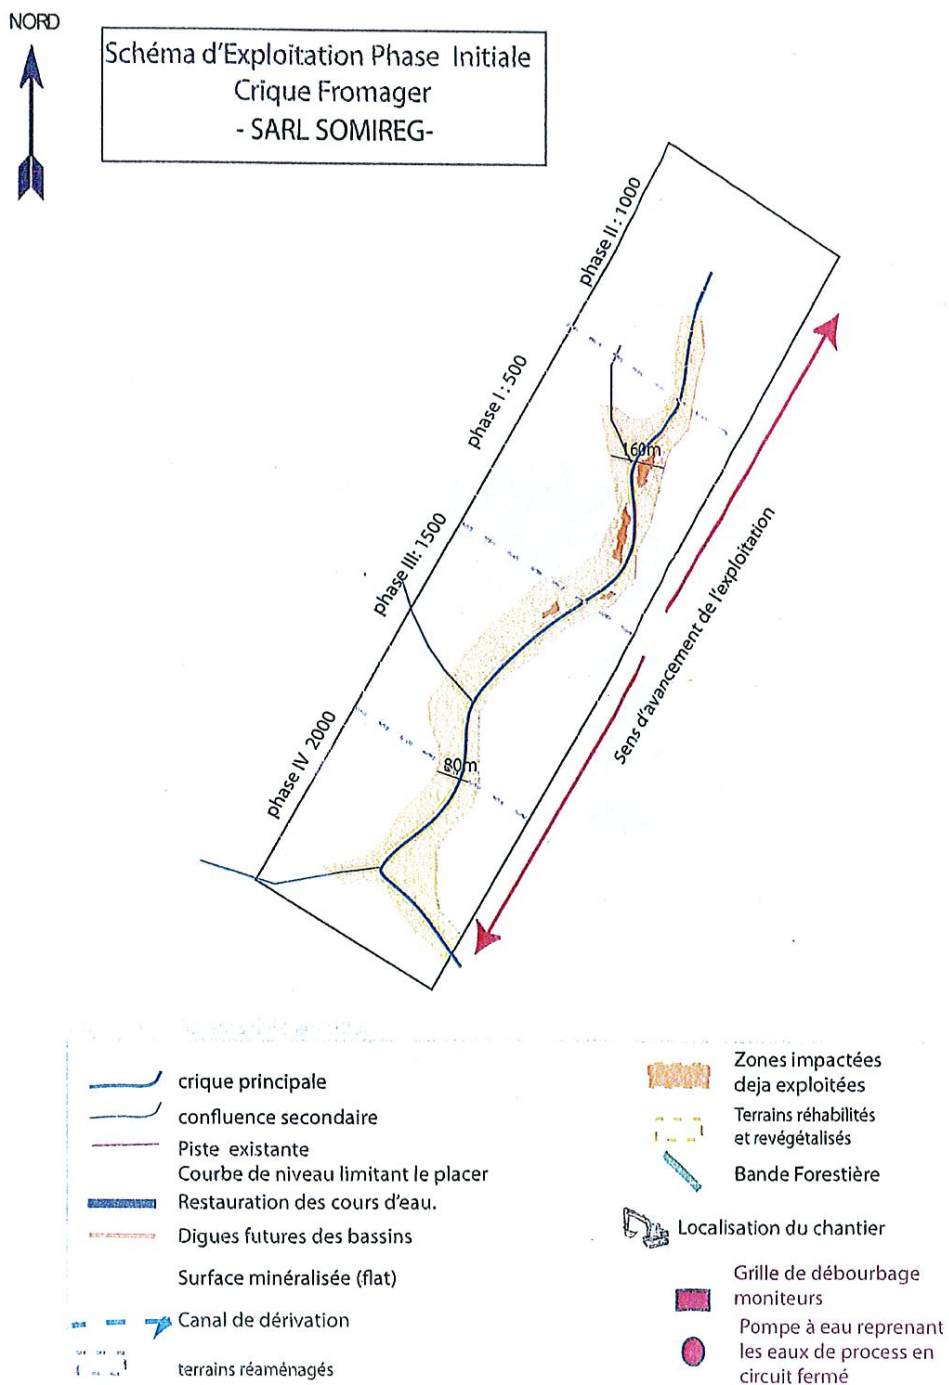 NORD
Schéma d'Exploitation Phase Initiale
Crique Fromager
- SARL SOMIREG-
phase II : 1000
phase I : 500
160m
phase III: 1500
Sens d'avancement de l'exploitation
phase IV 2000
80m
crique principale
confluence secondaire
Piste existante
Courbe de niveau limitant le placer
Restauration des cours d'eau.
Digues futures des bassins
Surface minéralisée (flat)
Canal de dérivation
terrains réaménagés
Zones impactées
deja exploitées
Terrains réhabilités
et revégétalisés
Bande Forestière
Localisation du chantier
Grille de débourbage
moniteurs
Pompe à eau reprenant
les eaux de process en
circuit fermé